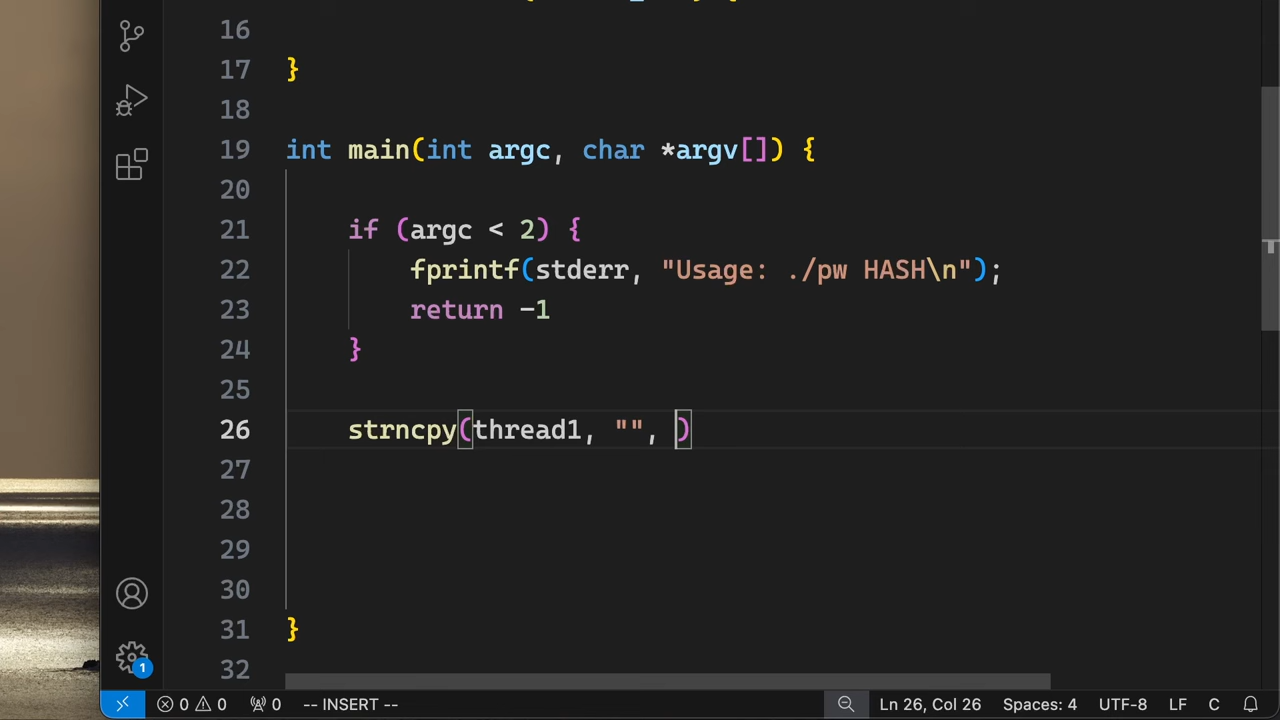 16
17 }
18
19 int main(int argc, char *argv[]) {
20
21 if (argc < 2) {
22 fprintf(stderr, "Usage: ./pw HASH\n");
23 return -1
24 }
25
26 strncpy(thread1, "", )
27
28
29
30
31 }
32
1
0 0 0 -- INSERT -- Ln 26, Col 26 Spaces: 4 UTF-8 LF C